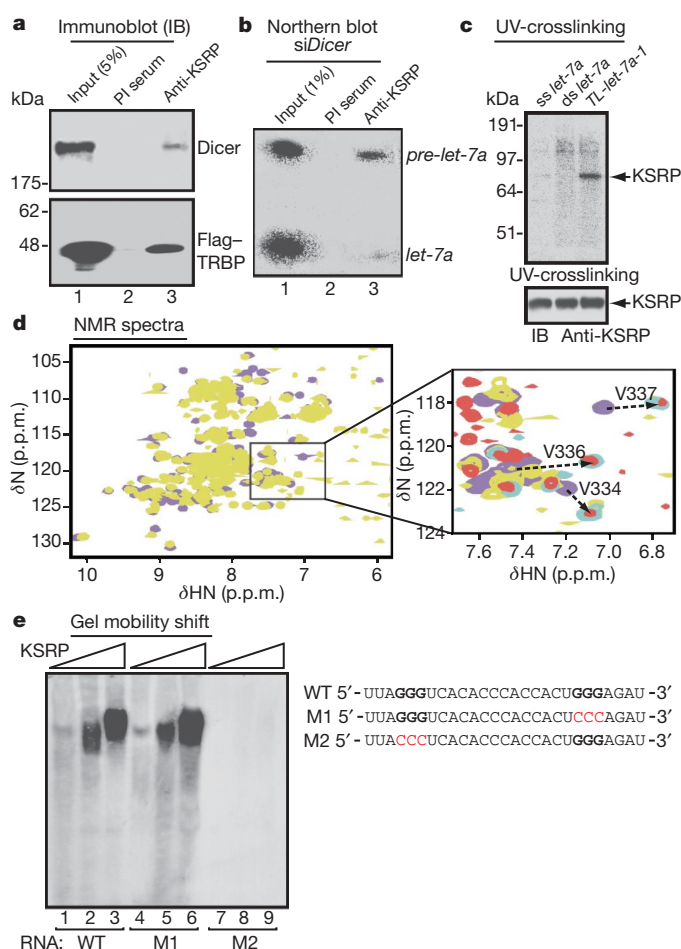 a Immunoblot (IB)
Input (5%) PI serum Anti-KSRP
kDa
Dicer
175-
62-
48-
Flag–
TRBP
1 2 3
b Northern blot
siDicer
Input (1%) PI serum Anti-KSRP
pre-let-7a
let-7a
1 2 3
c UV-crosslinking
ss let-7a ds let-7a TL-let-7a-1
kDa
191-
97-
64-
51-
KSRP
UV-crosslinking
KSRP
IB Anti-KSRP
d NMR spectra
105
110
115
120
125
130
δN (p.p.m.)
10 9 8 7 6
δHN (p.p.m.)
118
120
122
124
δN (p.p.m.)
V337
V336
V334
7.6 7.4 7.2 7.0 6.8
δHN (p.p.m.)
e Gel mobility shift
KSRP
1 2 3 4 5 6 7 8 9
RNA: WT M1 M2
WT 5′-UUAGGGUCACACCCACCACUGGGAGAU-3′
M1 5′-UUAGGGUCACACCCACCACUCCCAGAU-3′
M2 5′-UUACCCUCACACCCACCACUGGGAGAU-3′